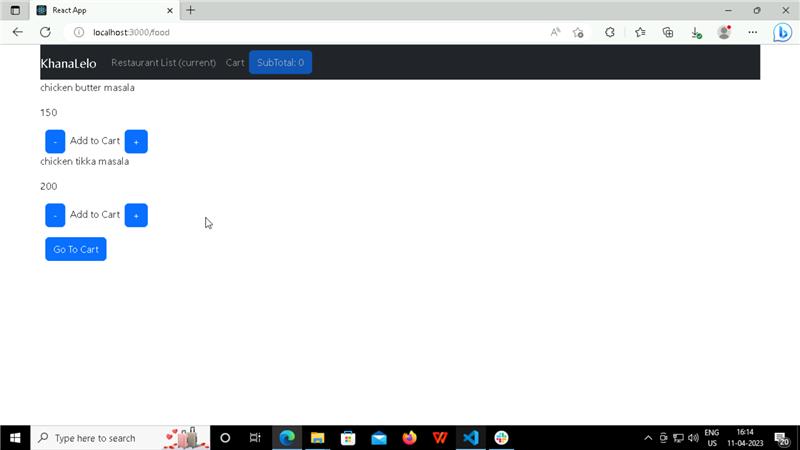 React App
localhost:3000/food
KhanaLelo Restaurant List (current) Cart SubTotal: 0
chicken butter masala
150
- Add to Cart +
chicken tikka masala
200
- Add to Cart +
Go To Cart
Type here to search
ENG
US
16:14
11-04-2023
20